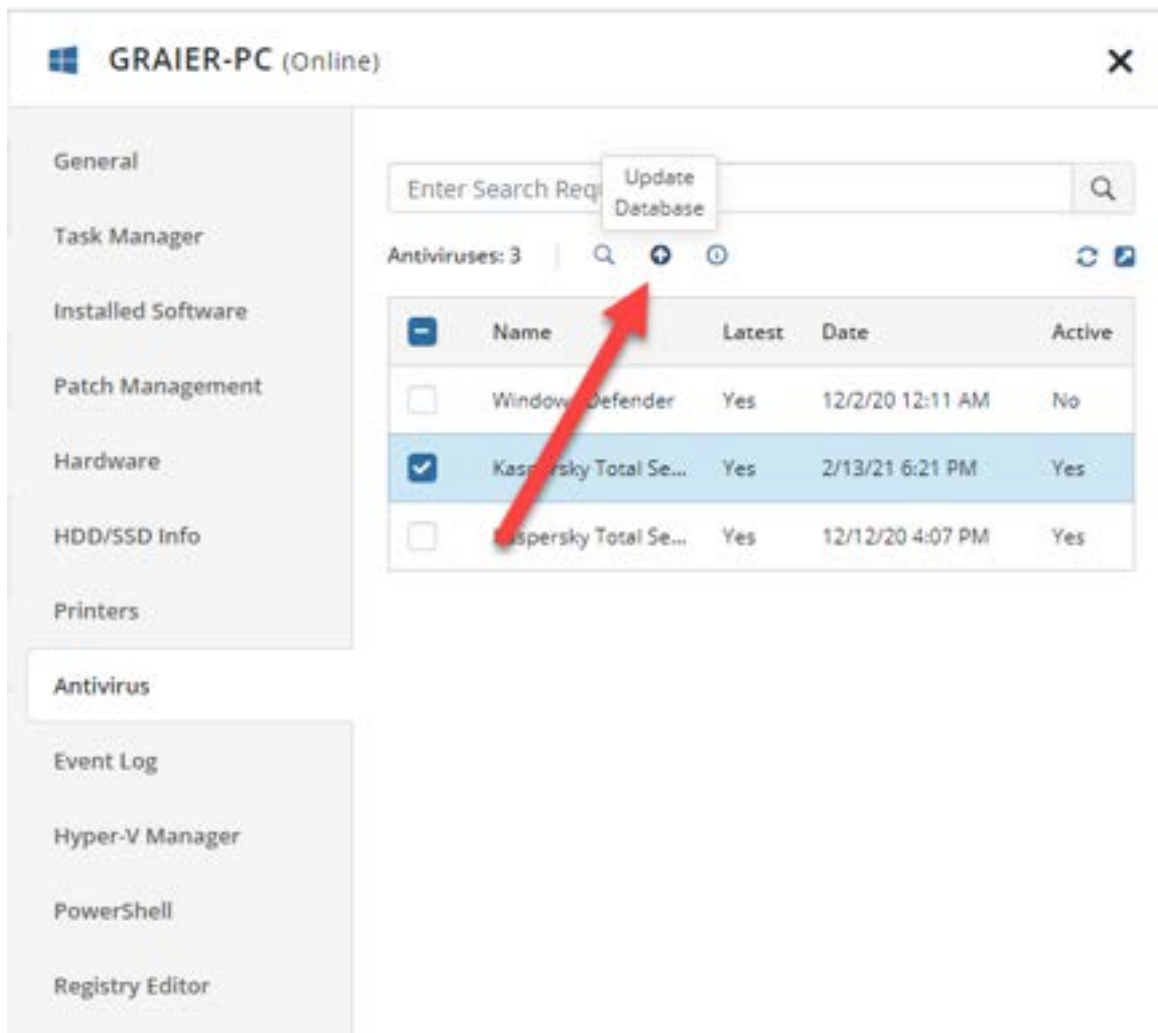 GRAIER-PC (Online)
General
Task Manager
Installed Software
Patch Management
Hardware
HDD/SSD Info
Printers
Antivirus
Event Log
Hyper-V Manager
PowerShell
Registry Editor
Enter Search Req
Update
Database
Antiviruses: 3
Name Latest Date Active
Defender Yes 12/2/20 12:11 AM No
Total Se... Yes 2/13/21 6:21 PM Yes
Total Se... Yes 12/12/20 4:07 PM Yes